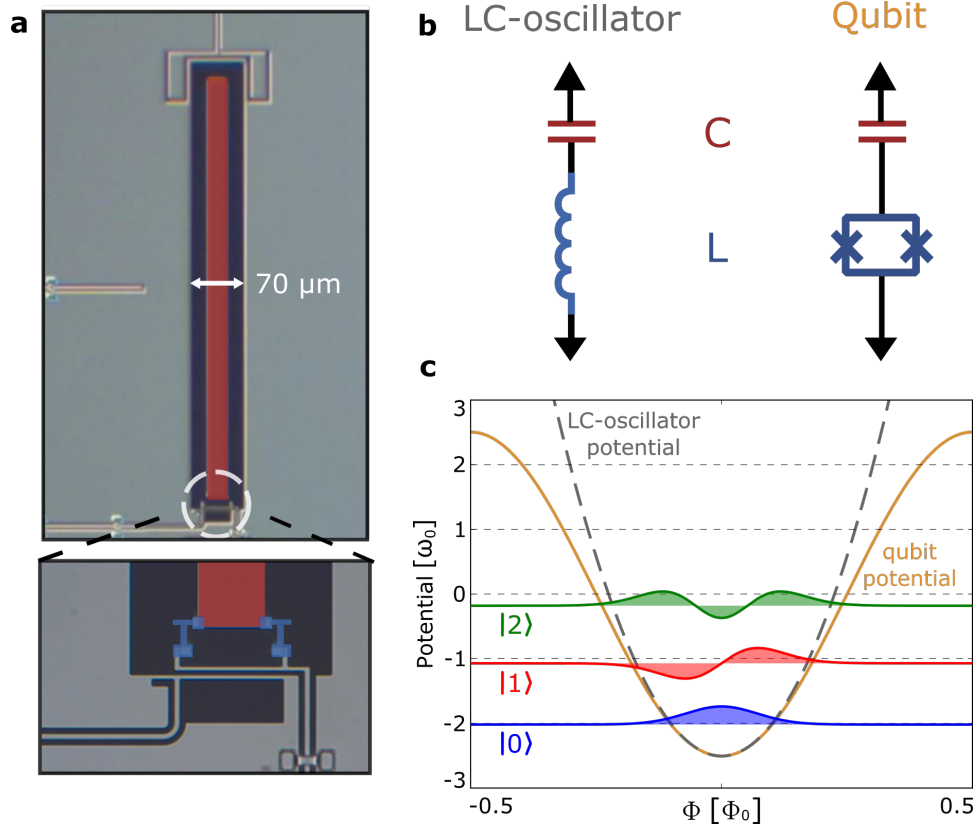 a
70 μm
b
LC-oscillator
Qubit
C
L
c
Potential [ω₀]
3
2
1
0
-1
-2
-3
LC-oscillator
potential
qubit
potential
|2⟩
|1⟩
|0⟩
-0.5
Φ [Φ₀]
0.5